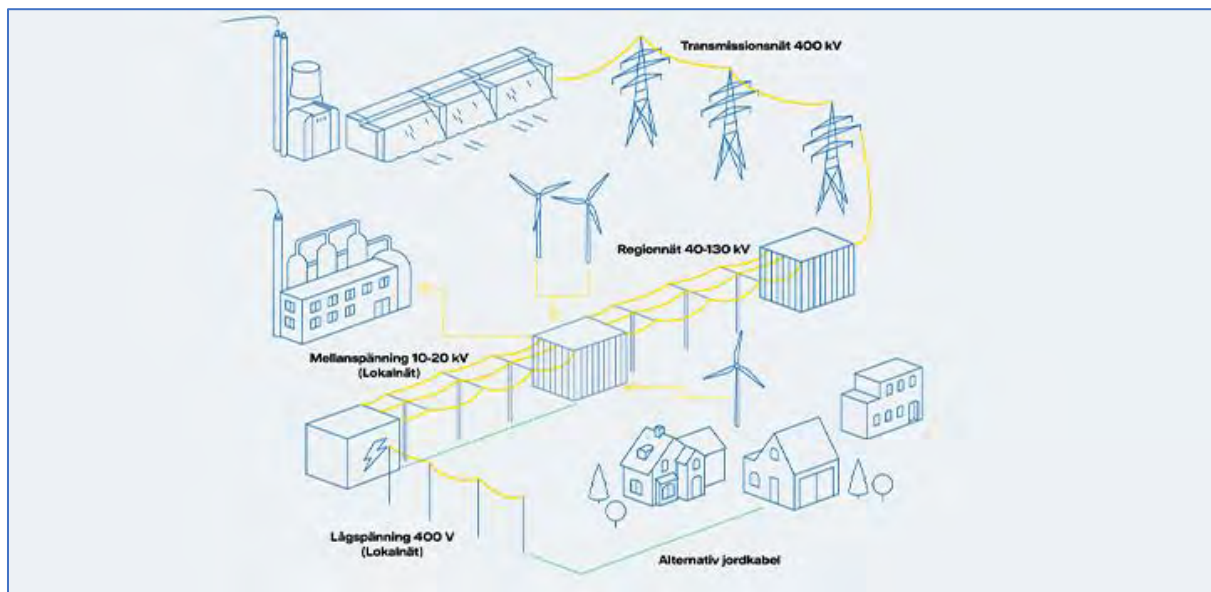 Transmissionsnät 400 kV
Regionnät 40-130 kV
Mellanspänning 10-20 kV
(Lokalnät)
Lågspänning 400 V
(Lokalnät)
Alternativ jordkabel